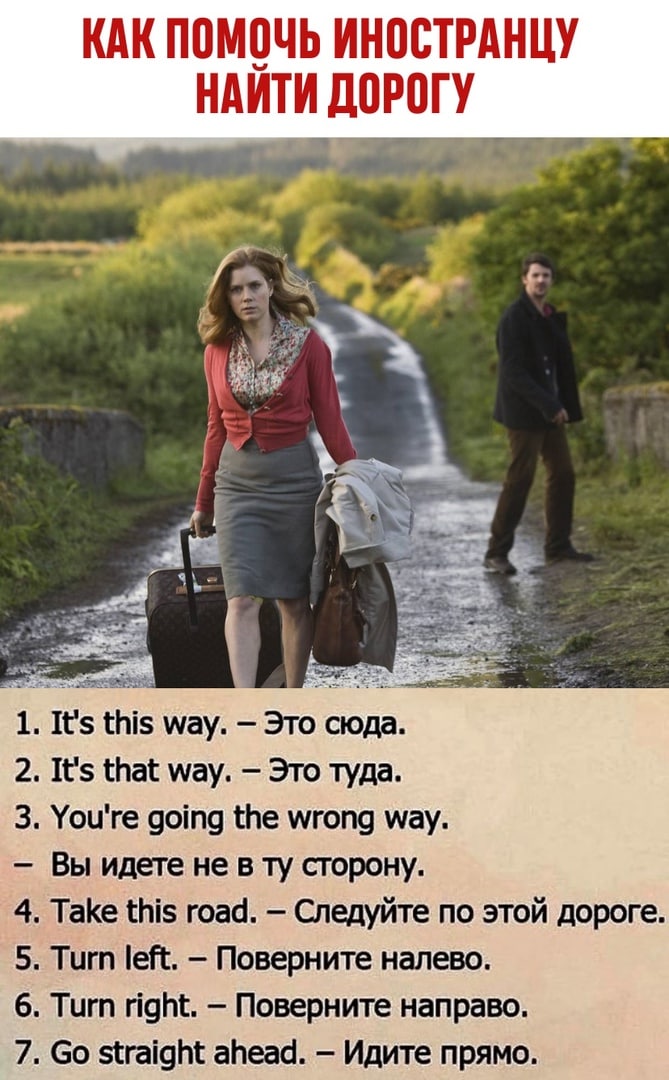 КАК ПОМОЧЬ ИНОСТРАНЦУ
НАЙТИ ДОРОГУ
1. It's this way. – Это сюда.
2. It's that way. – Это туда.
3. You're going the wrong way.
– Вы идете не в ту сторону.
4. Take this road. – Следуйте по этой дороге.
5. Turn left. – Поверните налево.
6. Turn right. – Поверните направо.
7. Go straight ahead. – Идите прямо.